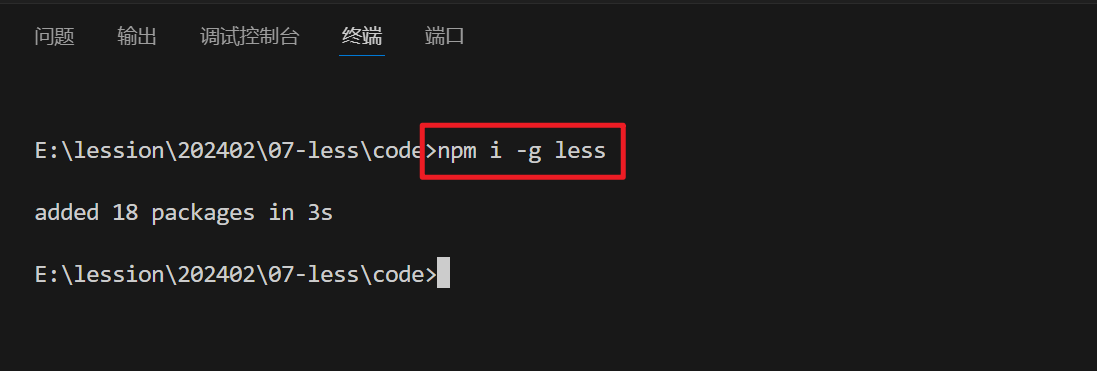 问题 输出 调试控制台 终端 端口
E:\lession\202402\07-less\code>npm i -g less
added 18 packages in 3s
E:\lession\202402\07-less\code>